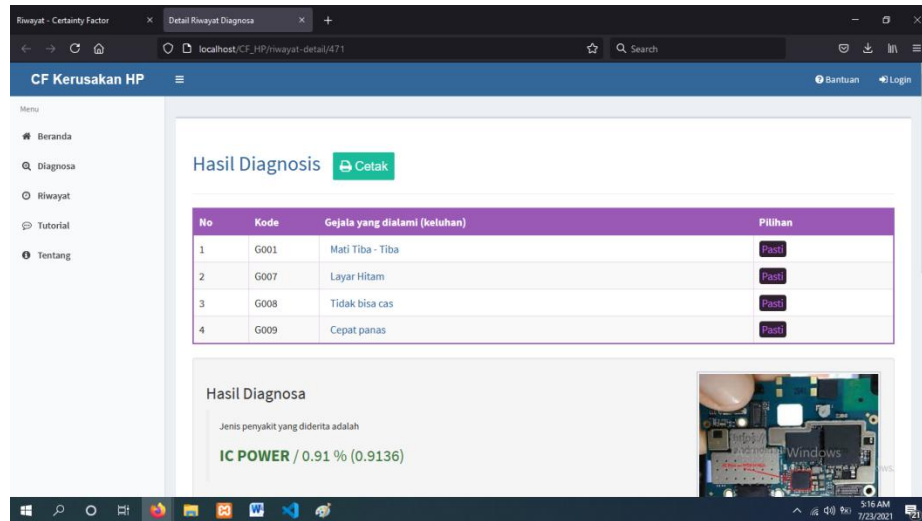 Riwayat - Certainty Factor
Detail Riwayat Diagnosa
localhost/CF_HP/riwayat-detail/471
Search
CF Kerusakan HP
Bantuan
Login
Menu
Beranda
Diagnosa
Riwayat
Tutorial
Tentang
Hasil Diagnosis
Cetak
No Kode Gejala yang dialami (keluhan) Pilihan
1 G001 Mati Tiba - Tiba Pasti
2 G007 Layar Hitam Pasti
3 G008 Tidak bisa cas Pasti
4 G009 Cepat panas Pasti
Hasil Diagnosa
Jenis penyakit yang diderita adalah
IC POWER / 0.91 % (0.9136)
Windows
5:16 AM
7/23/2021